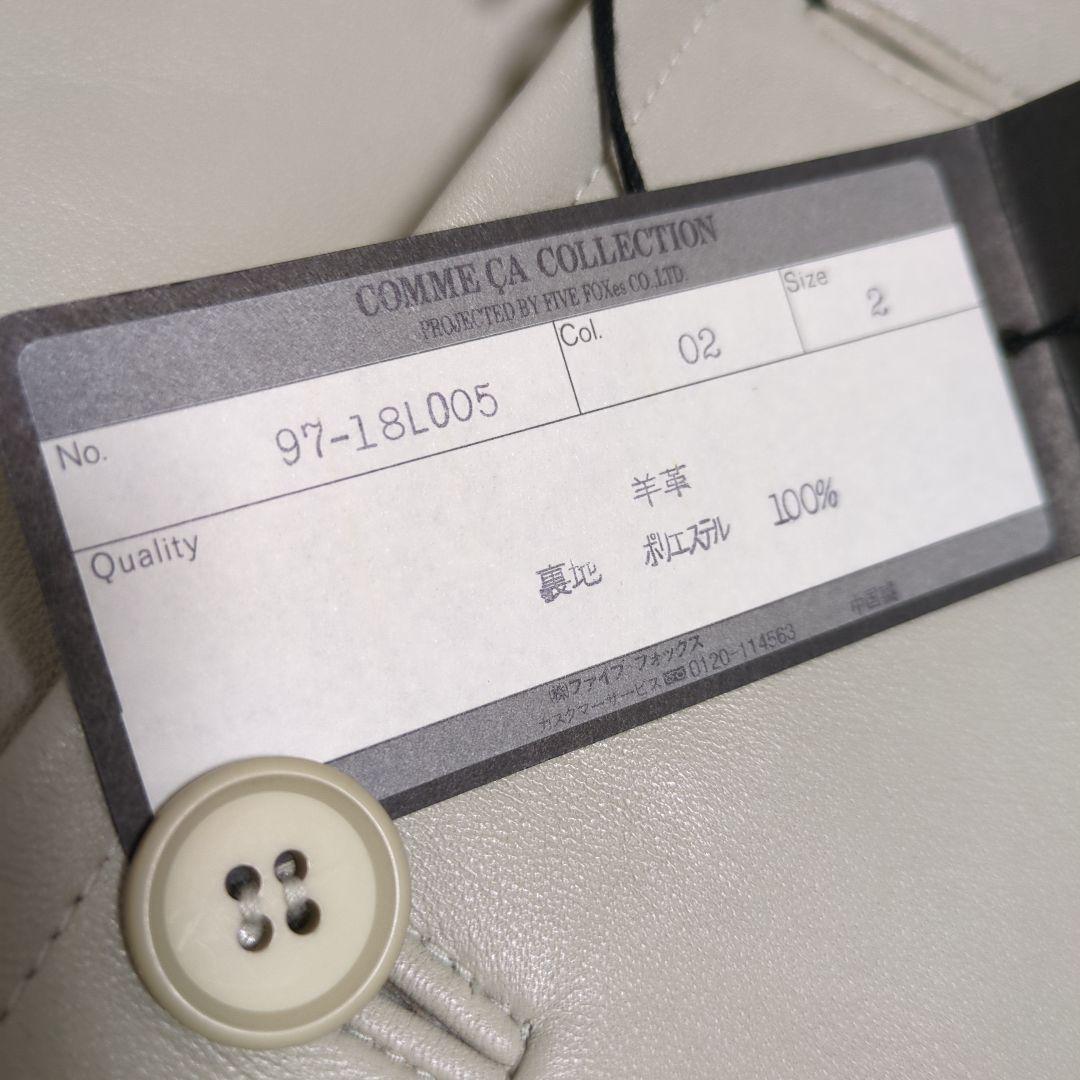 COMME ÇA COLLECTION
PROJECTED BY FIVE FOXes CO.,LTD.
No. 97-18L005 Col. 02 Size 2
Quality
羊革
裏地 ポリエステル 100%
㈱ファイブ フォックス 中国製
カスタマーサービス 0120-114563